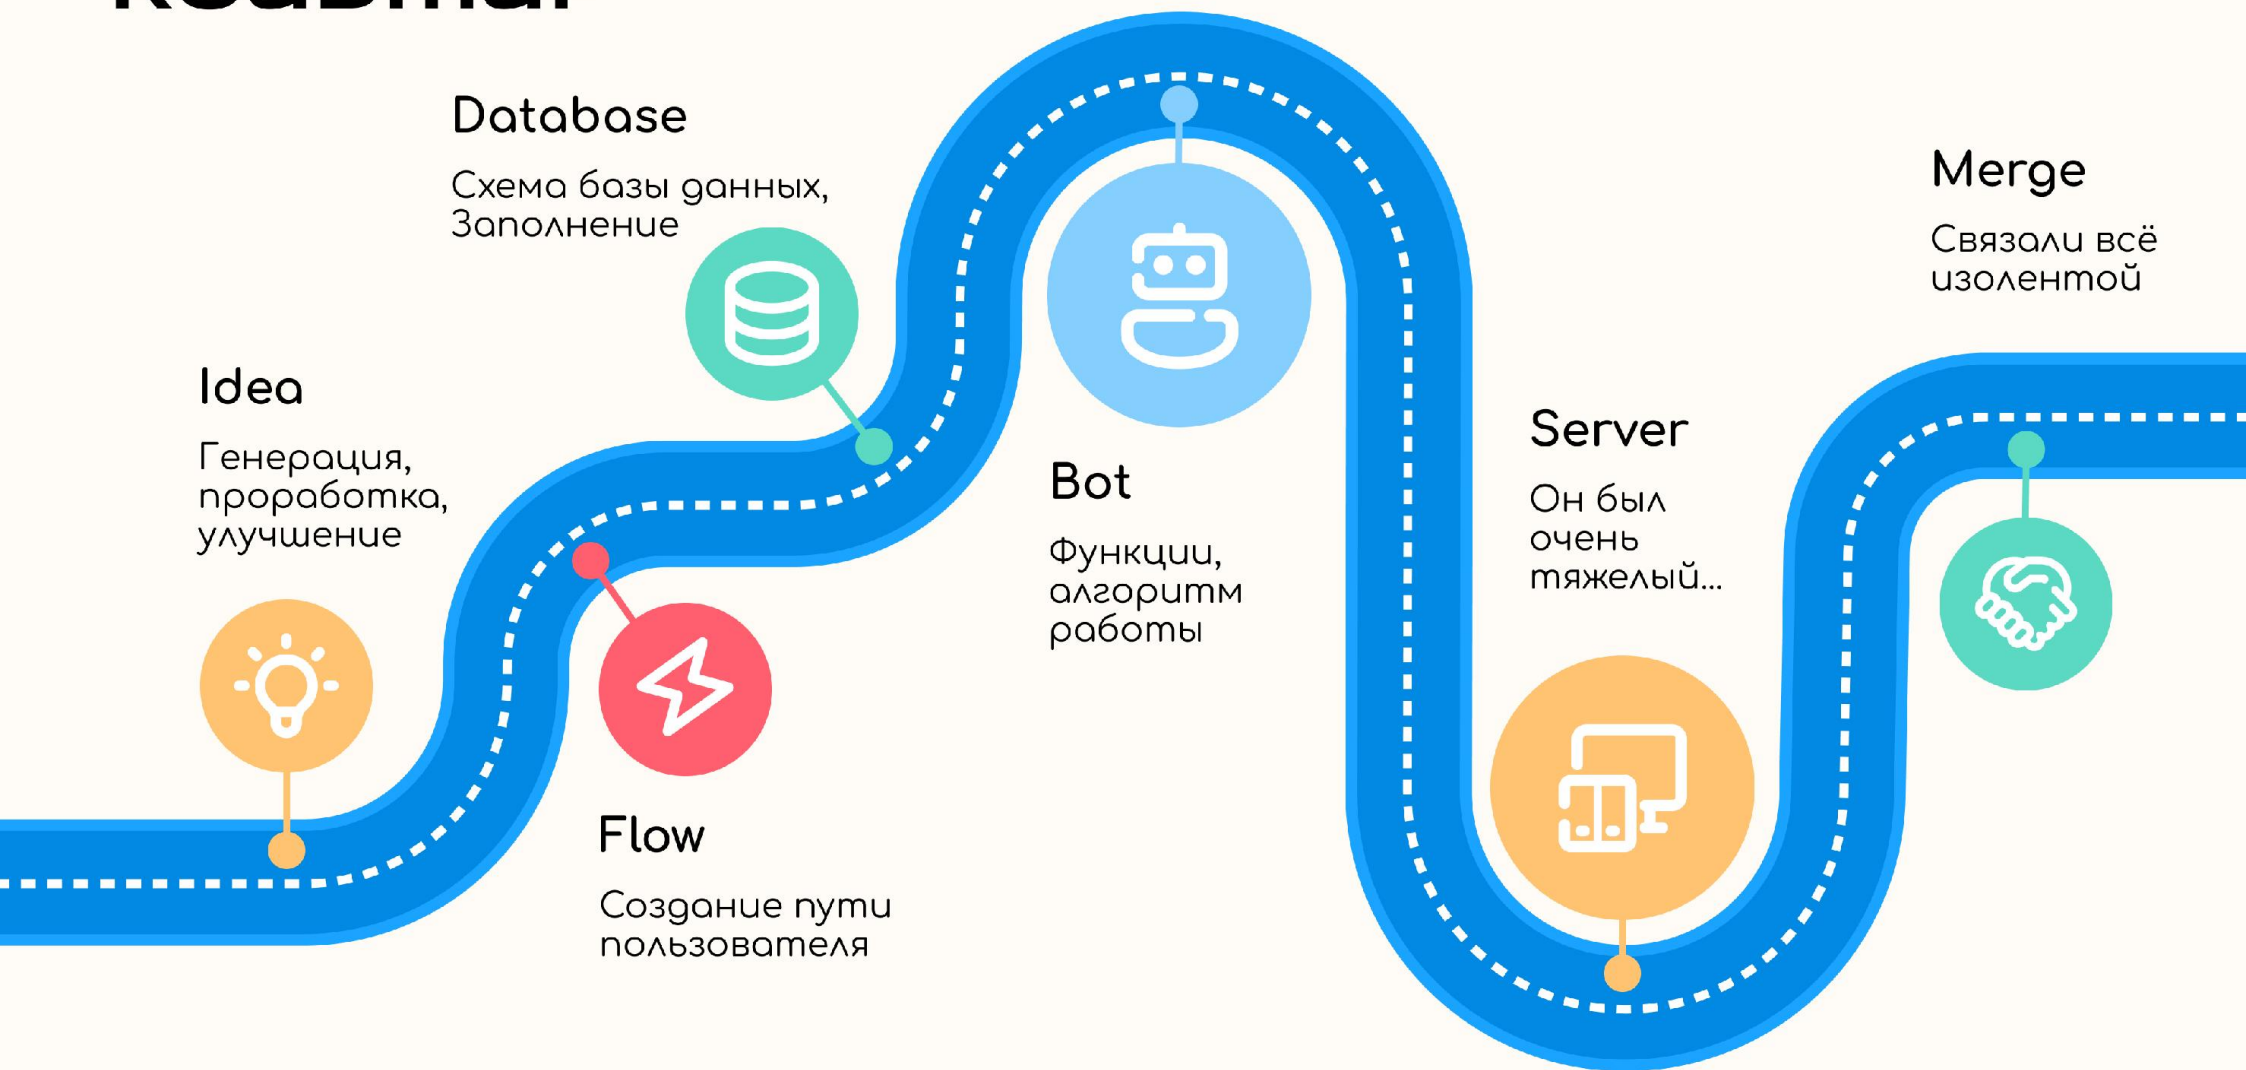 Database
Схема базы данных,
Заполнение
Idea
Генерация,
проработка,
улучшение
Flow
Создание пути
пользователя
Bot
Функции,
алгоритм
работы
Server
Он был
очень
тяжелый...
Merge
Связали всё
изолентой